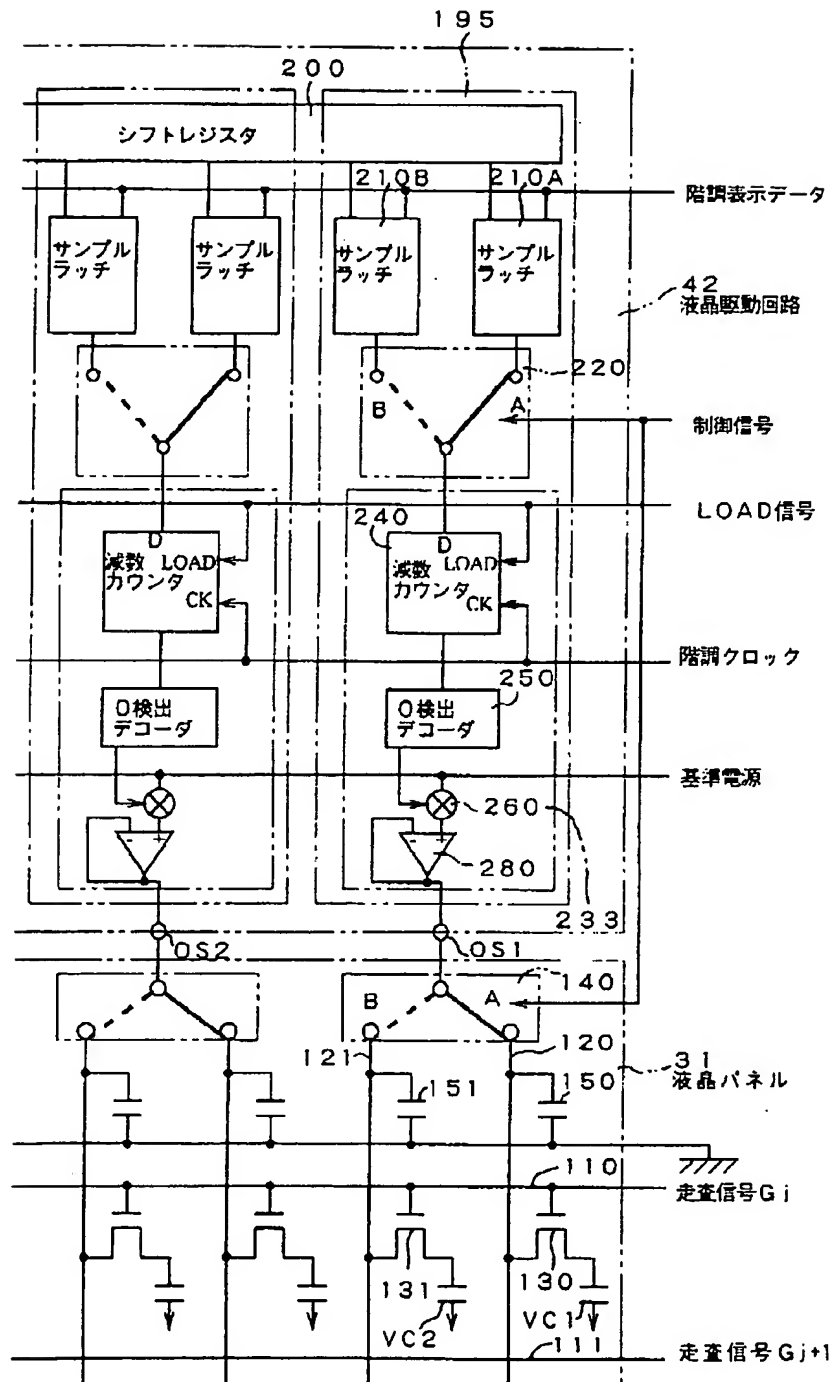 195
200
シフトレジスタ
210B
210A
階調表示データ
サンプル
ラッチ
サンプル
ラッチ
サンプル
ラッチ
サンプル
ラッチ
42
液晶駆動回路
220
B
A
制御信号
LOAD信号
240
D
減数 LOAD
カウンタ
CK
D
減数 LOAD
カウンタ
CK
階調クロック
250
0検出
デコーダ
0検出
デコーダ
基準電源
260
- +
- +
280
233
OS2
OS1
140
B
A
121
120
31
液晶パネル
151
150
110
走査信号Gj
131
130
VC2
VC1
111
走査信号Gj+1